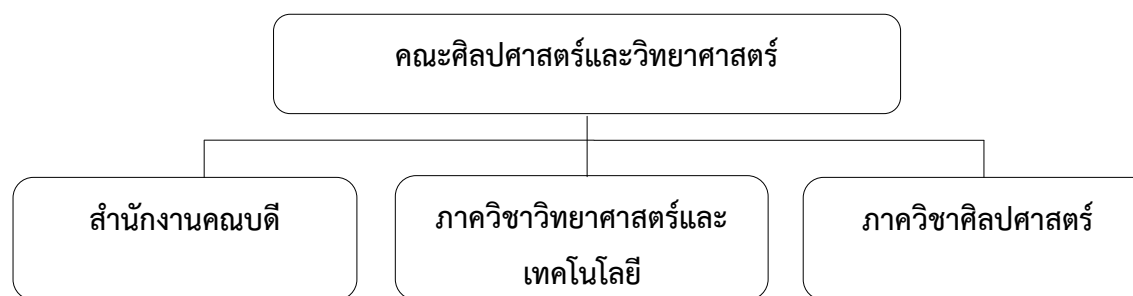 คณะศิลปศาสตร์และวิทยาศาสตร์
สำนักงานคณบดี
ภาควิชาวิทยาศาสตร์และ
เทคโนโลยี
ภาควิชาศิลปศาสตร์